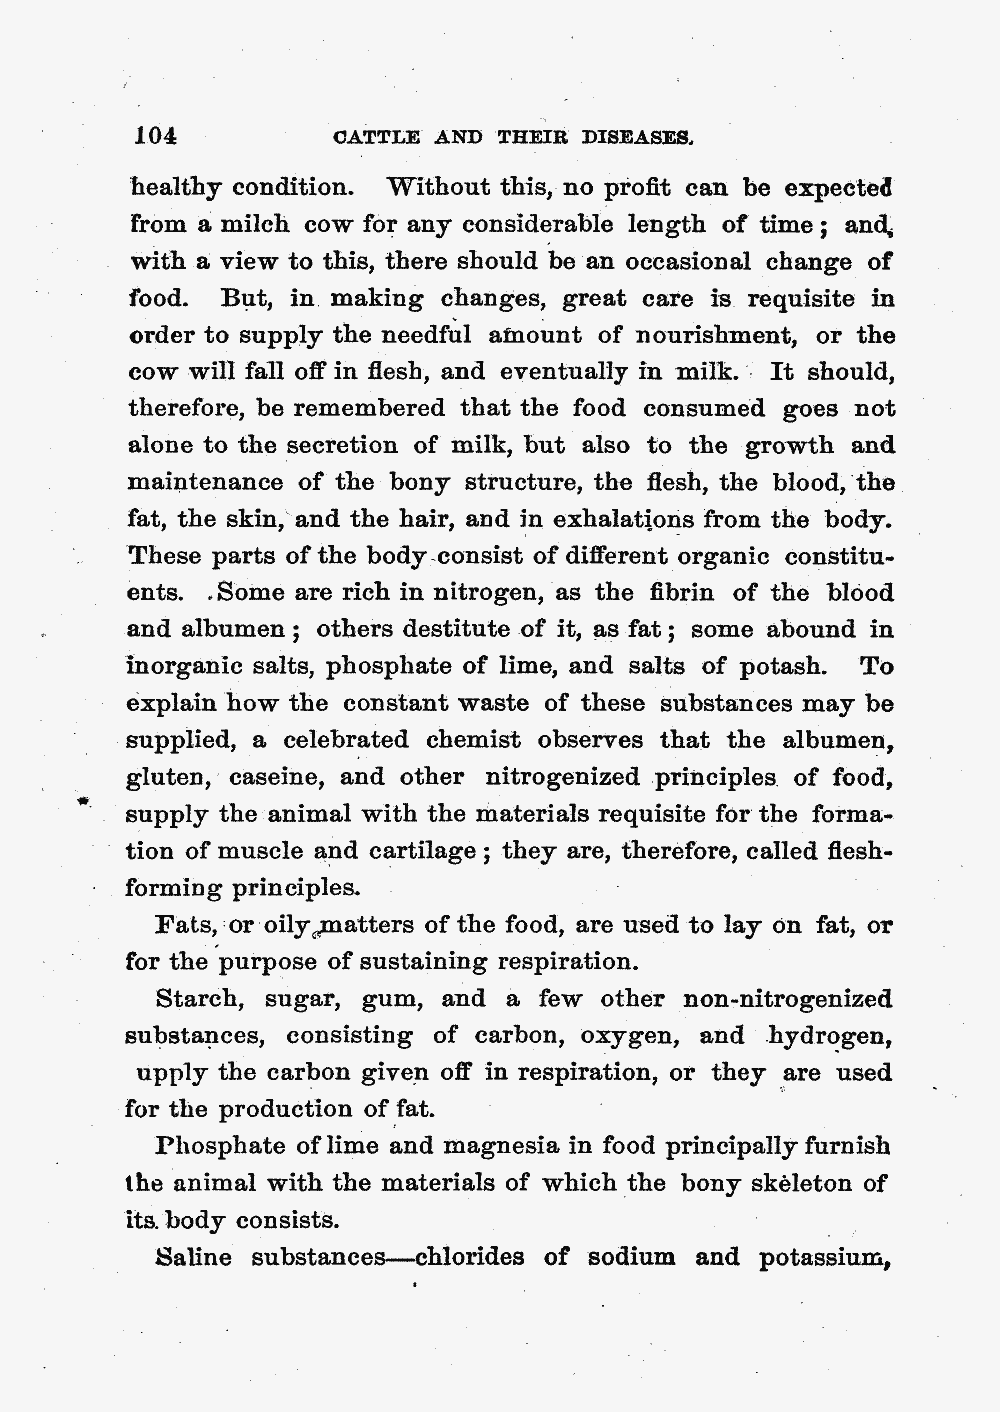 104 CATTLE AND THEIR DISEASES.
healthy condition. Without this, no profit can be expected
from a milch cow for any considerable length of time; and,
with a view to this, there should be an occasional change of
food. But, in making changes, great care is requisite in
order to supply the needful amount of nourishment, or the
cow will fall off in flesh, and eventually in milk. It should,
therefore, be remembered that the food consumed goes not
alone to the secretion of milk, but also to the growth and
maintenance of the bony structure, the flesh, the blood, the
fat, the skin, and the hair, and in exhalations from the body.
These parts of the body consist of different organic constitu-
ents. Some are rich in nitrogen, as the fibrin of the blood
and albumen; others destitute of it, as fat; some abound in
inorganic salts, phosphate of lime, and salts of potash. To
explain how the constant waste of these substances may be
supplied, a celebrated chemist observes that the albumen,
gluten, caseine, and other nitrogenized principles of food,
supply the animal with the materials requisite for the forma-
tion of muscle and cartilage; they are, therefore, called flesh-
forming principles.
Fats, or oily matters of the food, are used to lay on fat, or
for the purpose of sustaining respiration.
Starch, sugar, gum, and a few other non-nitrogenized
substances, consisting of carbon, oxygen, and hydrogen,
upply the carbon given off in respiration, or they are used
for the production of fat.
Phosphate of lime and magnesia in food principally furnish
the animal with the materials of which the bony skeleton of
its body consists.
Saline substances—chlorides of sodium and potassium,